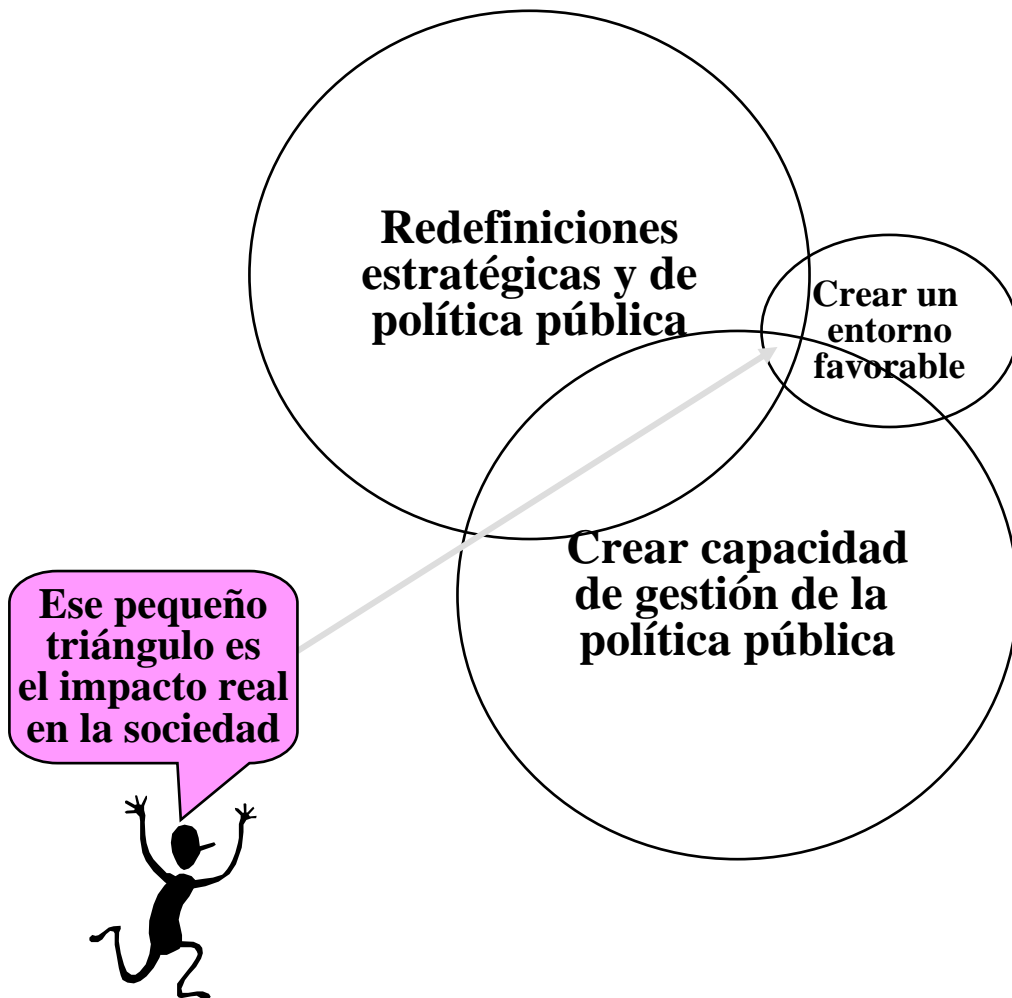 Redefiniciones
estratégicas y de
política pública
Crear un
entorno
favorable
Crear capacidad
de gestión de la
política pública
Ese pequeño
triángulo es
el impacto real
en la sociedad